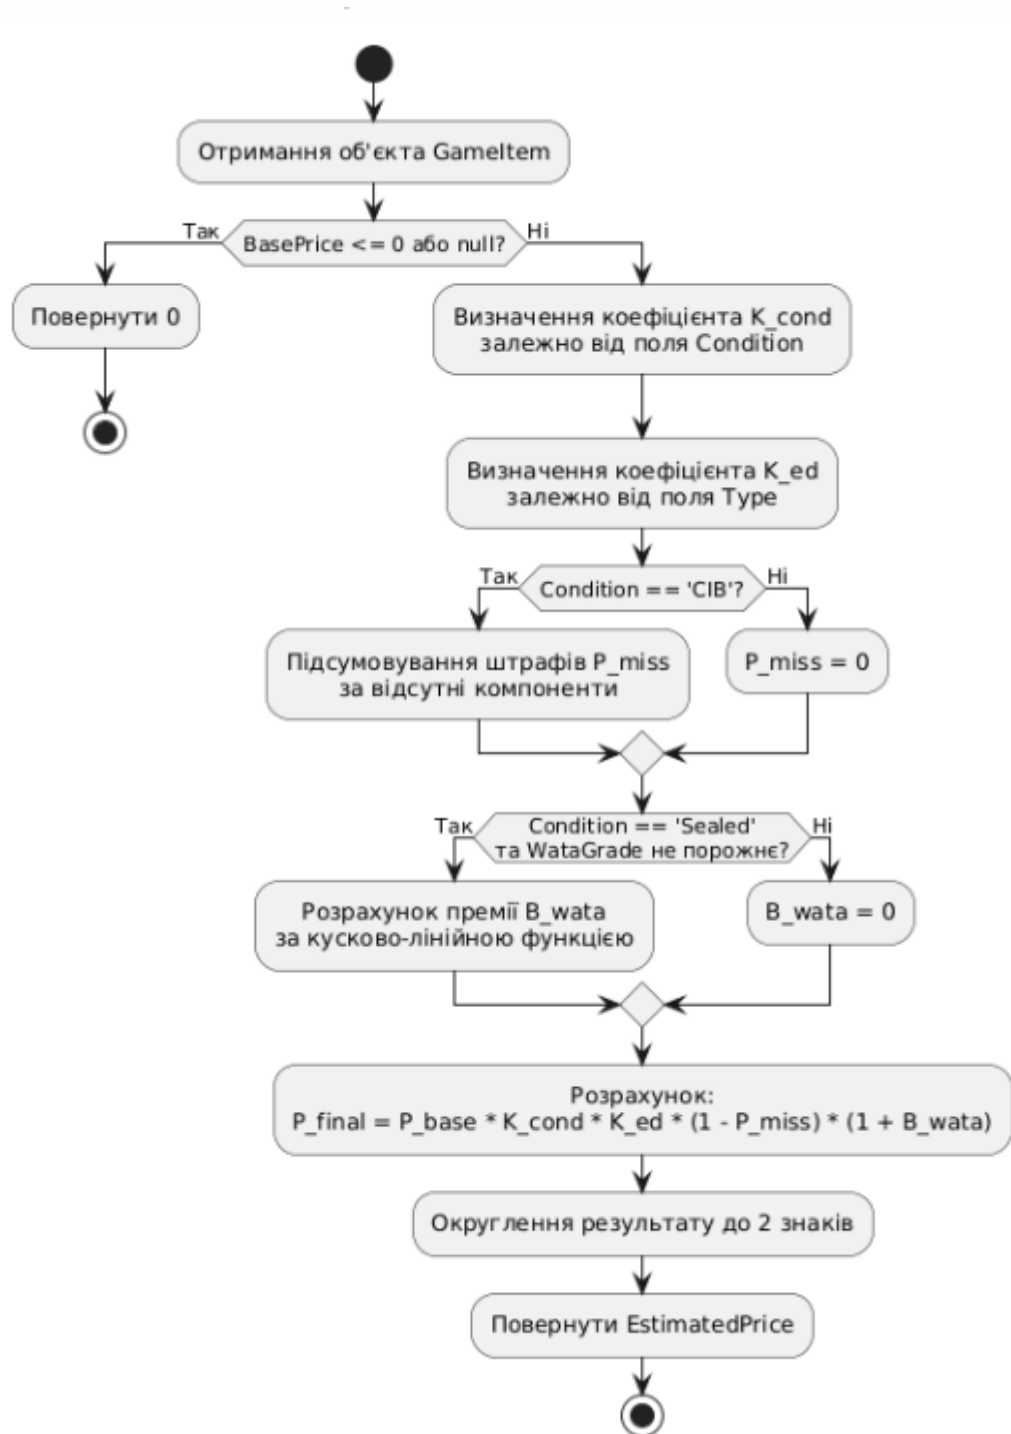 Отримання об'єкта GameItem
Так
BasePrice <= 0 або null?
Ні
Повернути 0
Визначення коефіцієнта K_cond
залежно від поля Condition
Визначення коефіцієнта K_ed
залежно від поля Type
Так
Condition == 'CIB'?
Ні
Підсумовування штрафів P_miss
за відсутні компоненти
P_miss = 0
Так
Condition == 'Sealed'
та WataGrade не порожнє?
Ні
Розрахунок премії B_wata
за кусково-лінійною функцією
B_wata = 0
Розрахунок:
P_final = P_base * K_cond * K_ed * (1 - P_miss) * (1 + B_wata)
Округлення результату до 2 знаків
Повернути EstimatedPrice